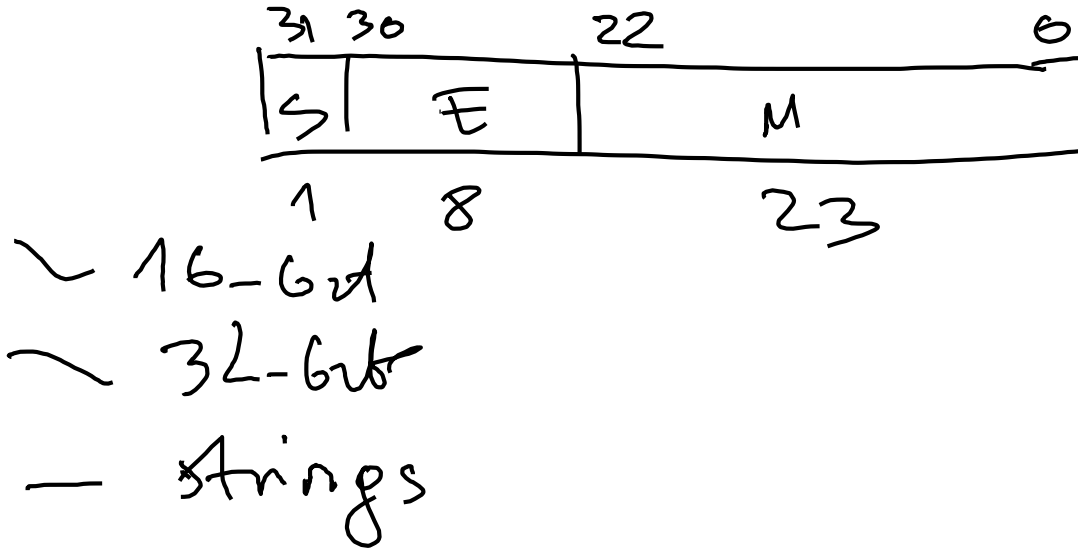 31 30 22 0
S E M
1 8 23
~ 16-bit
~ 32-bit
- strings